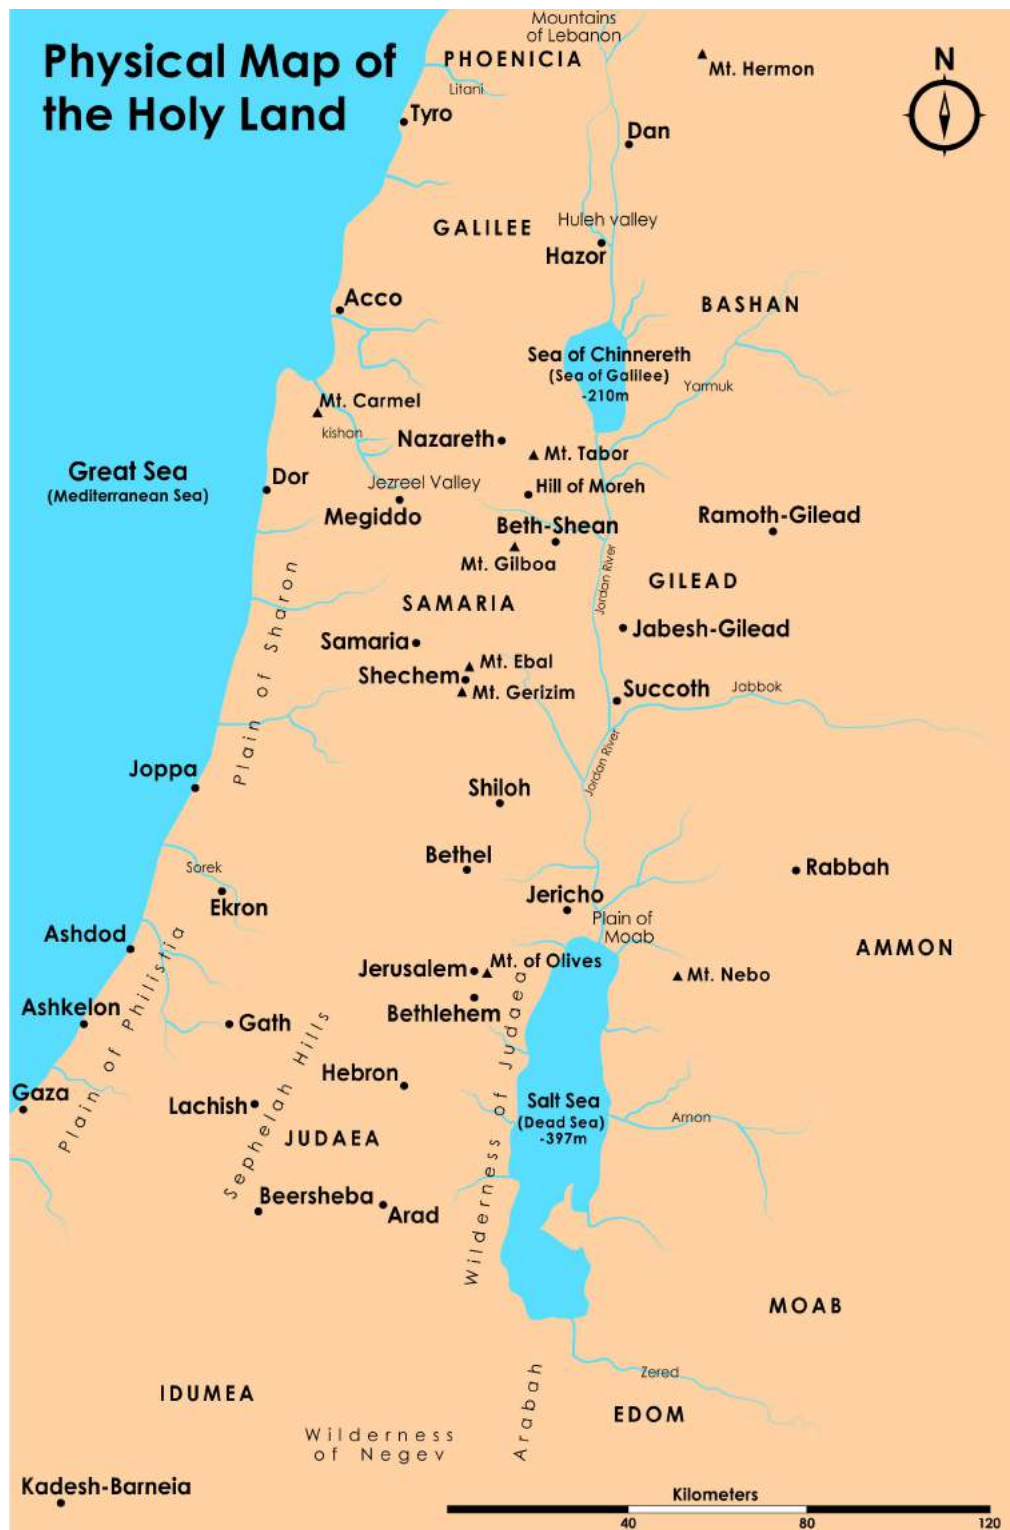 Physical Map of
the Holy Land
Mountains
of Lebanon
PHOENICIA
Mt. Hermon
N
Litani
Tyro
Dan
GALILEE
Huleh valley
Hazor
Acco
BASHAN
Sea of Chinnereth
(Sea of Galilee)
-210m
Yarmuk
Mt. Carmel
kishan
Nazareth
Mt. Tabor
Great Sea
(Mediterranean Sea)
Dor
Jezreel Valley
Hill of Moreh
Megiddo
Beth-Shean
Ramoth-Gilead
Mt. Gilboa
Jordan River
GILEAD
Plain of Sharon
SAMARIA
Jabesh-Gilead
Samaria
Mt. Ebal
Shechem
Mt. Gerizim
Succoth
Jabbok
Jordan River
Joppa
Shiloh
Bethel
Sorek
Rabbah
Ekron
Jericho
Plain of
Moab
Ashdod
AMMON
Jerusalem
Mt. of Olives
Mt. Nebo
Plain of Philistia
Ashkelon
Bethlehem
Gath
Wilderness of Judaea
Sephelah Hills
Hebron
Gaza
Lachish
Salt Sea
(Dead Sea)
-397m
Arnon
JUDAEA
Beersheba
Arad
MOAB
Zered
IDUMEA
Arabah
EDOM
Wilderness
of Negev
Kadesh-Barneia
Kilometers
40
80
120